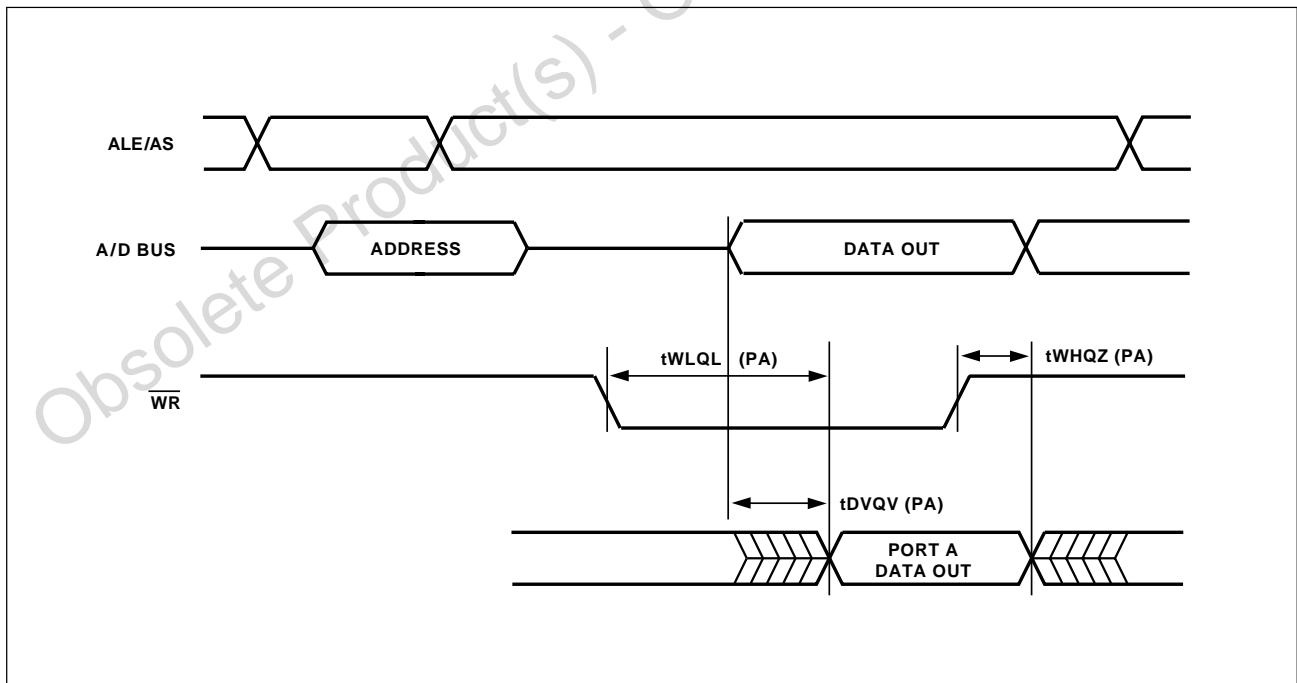 Obsolete Product(s) -
ALE/AS
A/D BUS
ADDRESS
DATA OUT
tWLQL (PA)
tWHQZ (PA)
WR
tDVQV (PA)
PORT A
DATA OUT